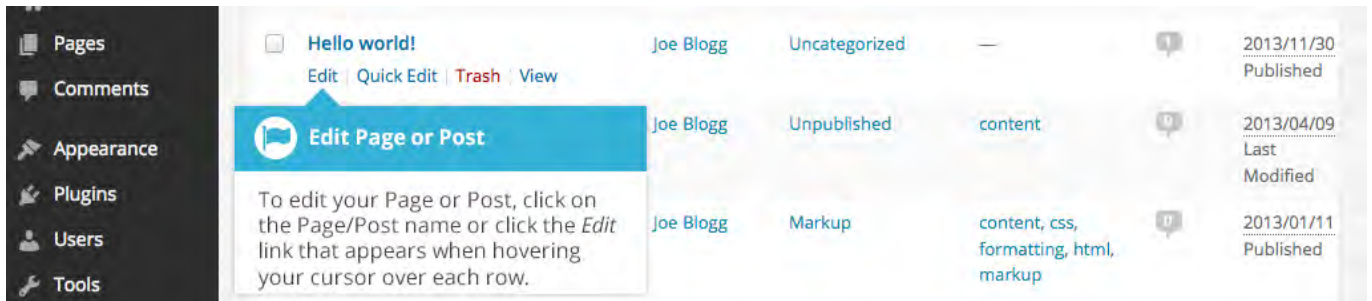 Pages
Comments
Appearance
Plugins
Users
Tools
Hello world!
Edit | Quick Edit | Trash | View
Joe Blogg
Uncategorized
—
1
2013/11/30
Published
Edit Page or Post
To edit your Page or Post, click on
the Page/Post name or click the Edit
link that appears when hovering
your cursor over each row.
Joe Blogg
Unpublished
content
0
2013/04/09
Last
Modified
Joe Blogg
Markup
content, css,
formatting, html,
markup
0
2013/01/11
Published